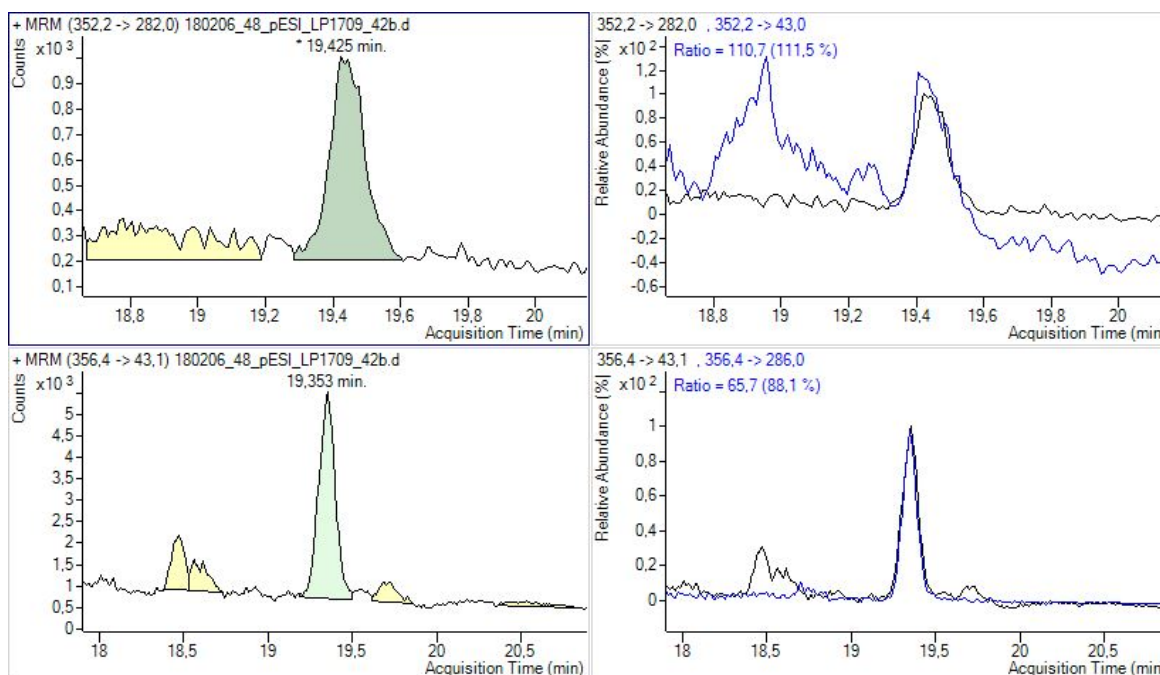 + MRM (352,2 -> 282,0) 180206_48_pESI_LP1709_42b.d
Counts
x10 3
* 19,425 min.
1
0,9
0,8
0,7
0,6
0,5
0,4
0,3
0,2
0,1
18,8 19 19,2 19,4 19,6 19,8 20
Acquisition Time (min)
352,2 -> 282,0 , 352,2 -> 43,0
Relative Abundance (%)
x10 2
Ratio = 110,7 (111,5 %)
1,2
1
0,8
0,6
0,4
0,2
0
-0,2
-0,4
-0,6
18,8 19 19,2 19,4 19,6 19,8 20
Acquisition Time (min)
+ MRM (356,4 -> 43,1) 180206_48_pESI_LP1709_42b.d
Counts
x10 3
19,353 min.
5
4,5
4
3,5
3
2,5
2
1,5
1
0,5
0
18 18,5 19 19,5 20 20,5
Acquisition Time (min)
356,4 -> 43,1 , 356,4 -> 286,0
Relative Abundance (%)
x10 2
Ratio = 65,7 (88,1 %)
1
0,8
0,6
0,4
0,2
0
18 18,5 19 19,5 20 20,5
Acquisition Time (min)